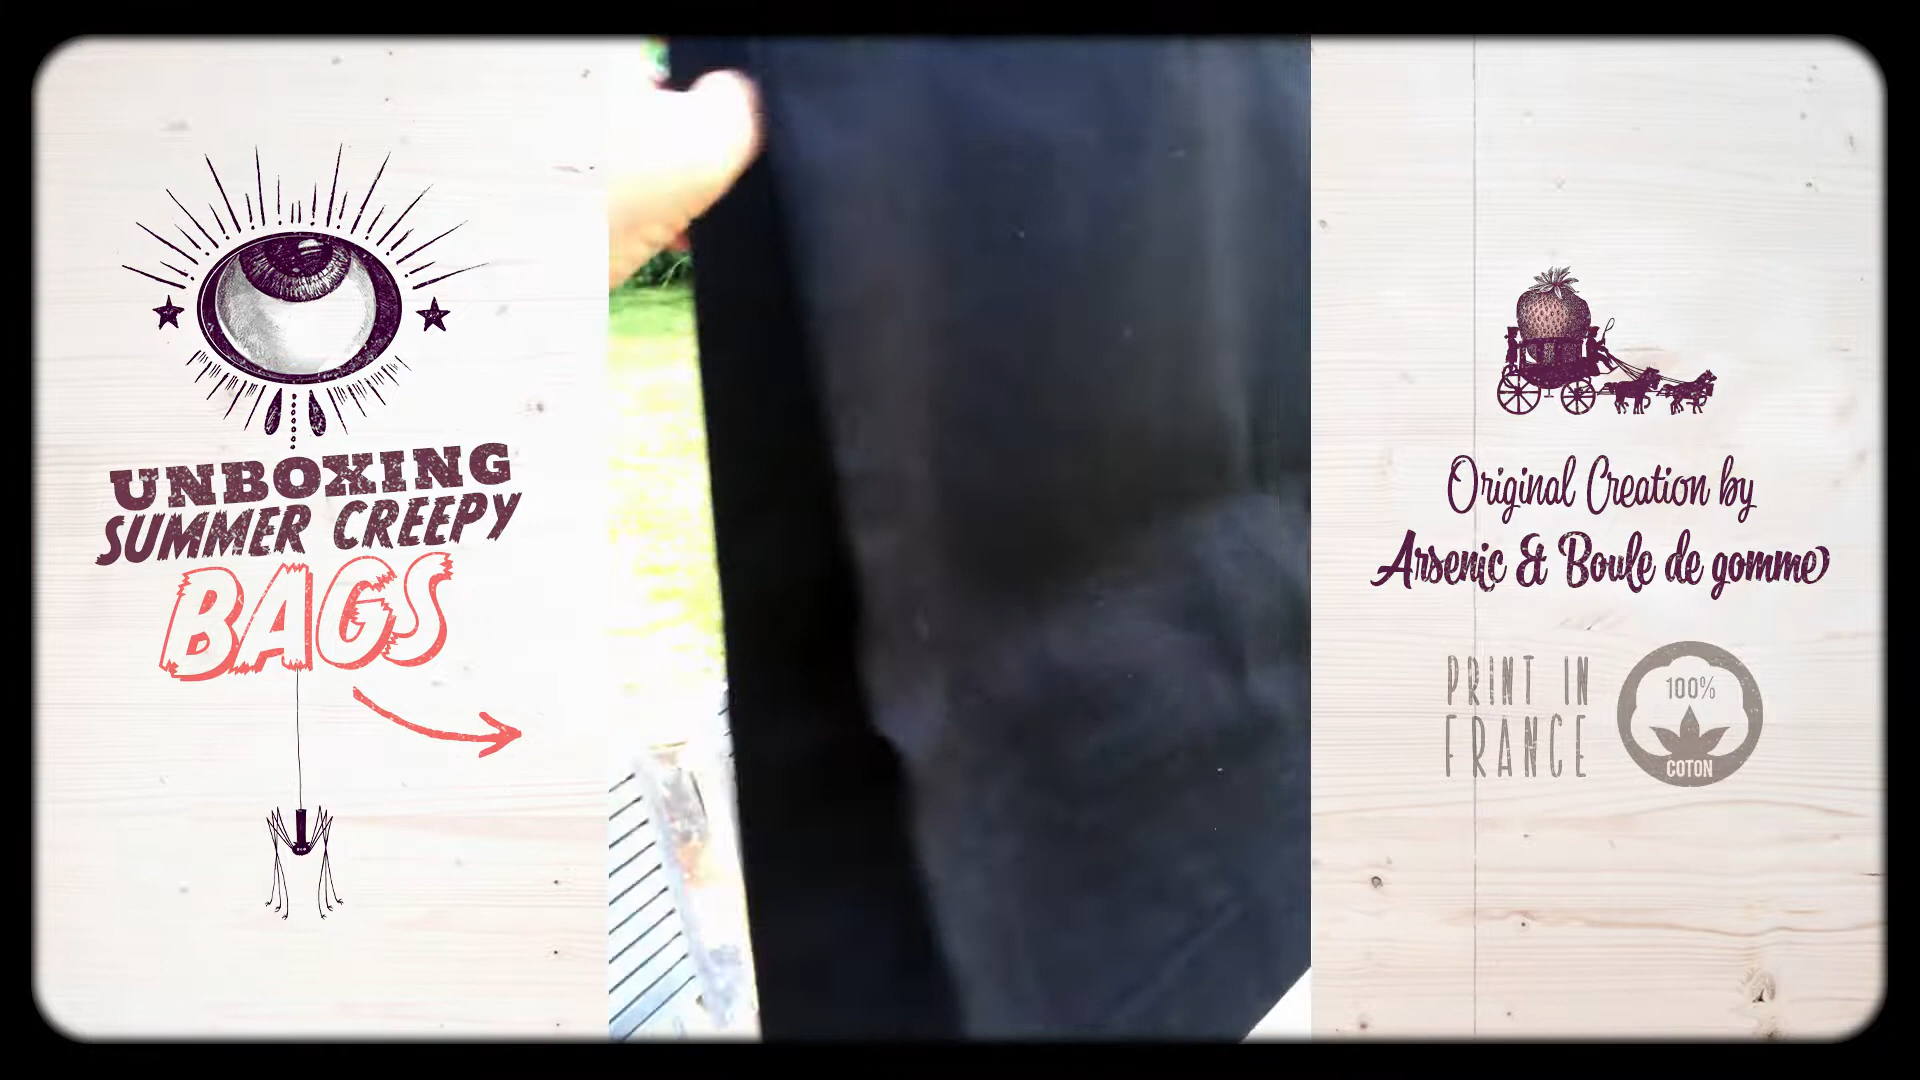 UNBOXING
SUMMER CREEPY
BAGS
Original Creation by
Arsenic & Boule de gomme
PRINT IN
FRANCE
100%
COTON